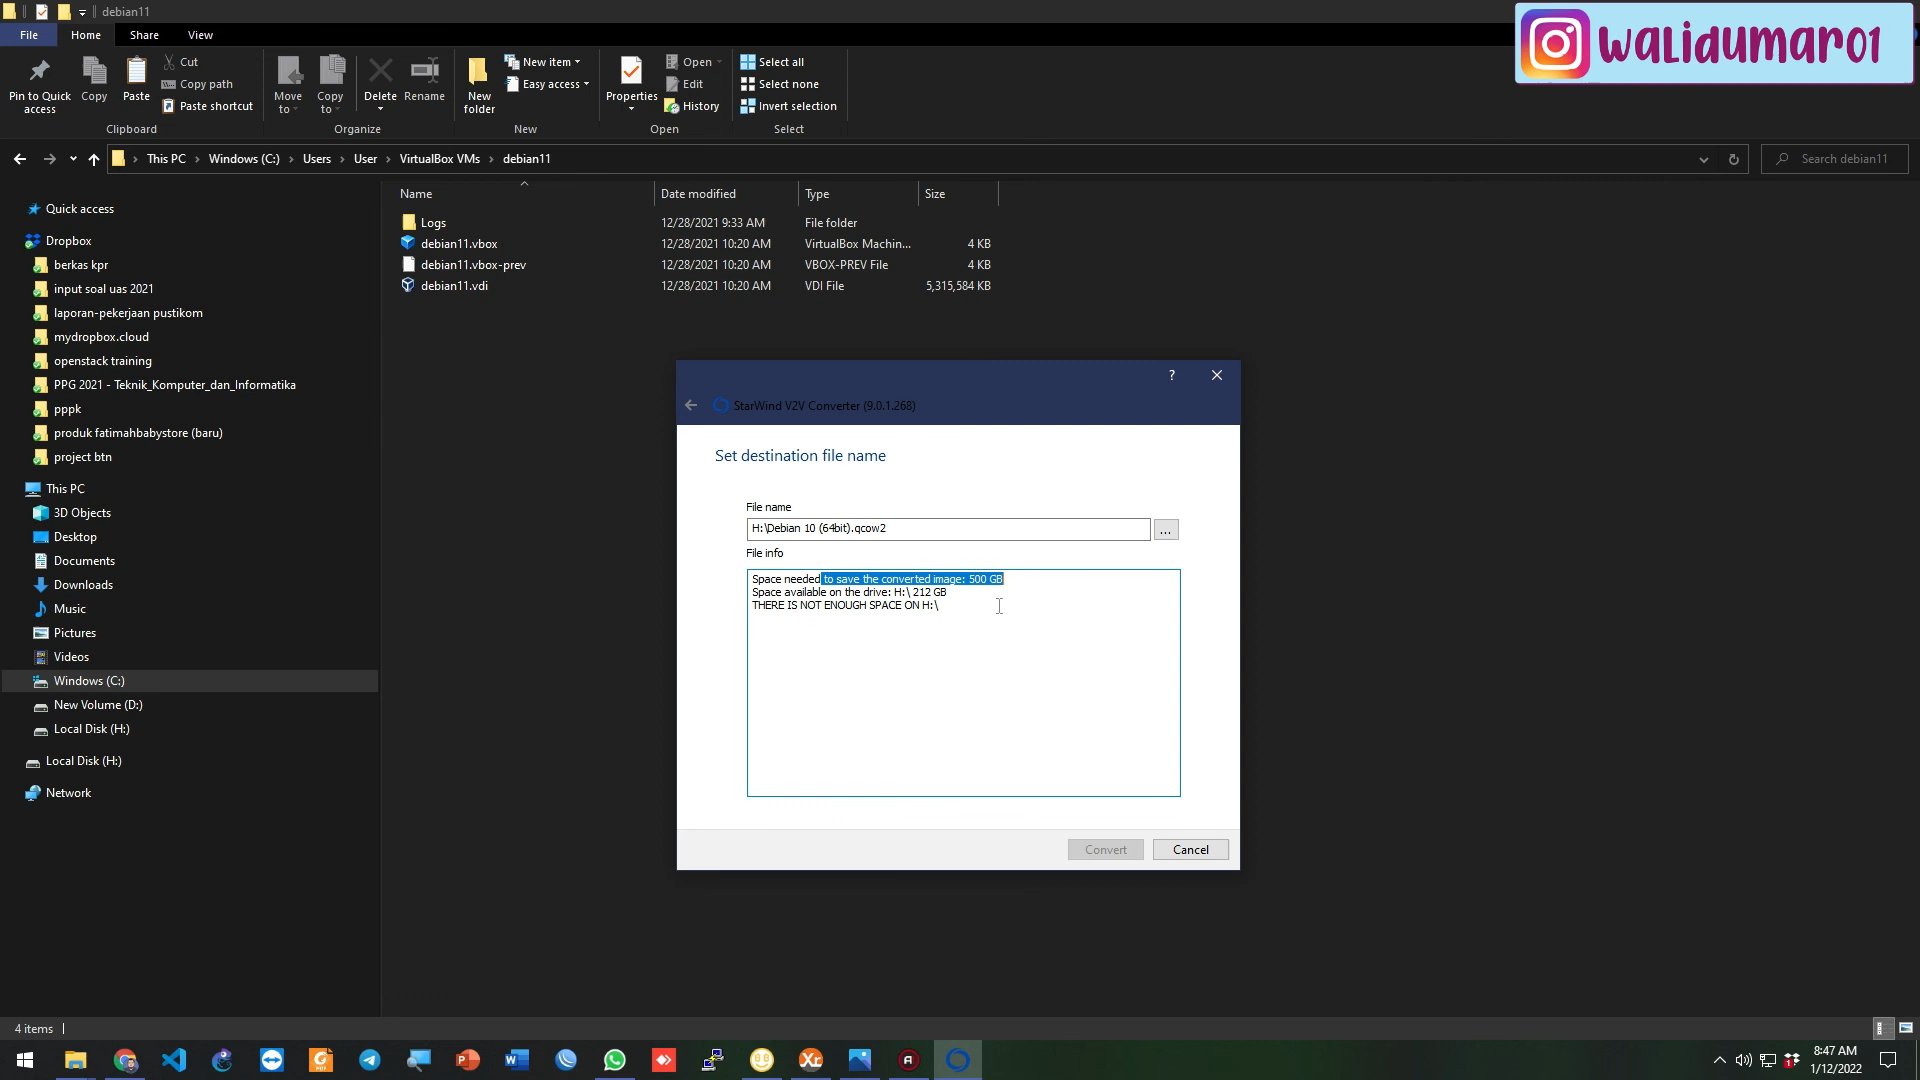 debian11
walidumar01
File
Home
Share
View
Pin to Quick access
Copy
Paste
Cut
Copy path
Paste shortcut
Clipboard
Move to
Copy to
Delete
Rename
Organize
New folder
New item
Easy access
New
Properties
Open
Edit
History
Open
Select all
Select none
Invert selection
Select
This PC > Windows (C:) > Users > User > VirtualBox VMs > debian11
Search debian11
Name
Date modified
Type
Size
Logs 12/28/2021 9:33 AM File folder
debian11.vbox 12/28/2021 10:20 AM VirtualBox Machin... 4 KB
debian11.vbox-prev 12/28/2021 10:20 AM VBOX-PREV File 4 KB
debian11.vdi 12/28/2021 10:20 AM VDI File 5,315,584 KB
Quick access
Dropbox
berkas kpr
input soal uas 2021
laporan-pekerjaan pustikom
mydropbox.cloud
openstack training
PPG 2021 - Teknik_Komputer_dan_Informatika
pppk
produk fatimahbabystore (baru)
project btn
This PC
3D Objects
Desktop
Documents
Downloads
Music
Pictures
Videos
Windows (C:)
New Volume (D:)
Local Disk (H:)
Local Disk (H:)
Network
?
StarWind V2V Converter (9.0.1.268)
Set destination file name
File name
H:\Debian 10 (64bit).qcow2
...
File info
Space needed to save the converted image: 500 GB
Space available on the drive: H:\ 212 GB
THERE IS NOT ENOUGH SPACE ON H:\
Convert
Cancel
4 items
8:47 AM
1/12/2022